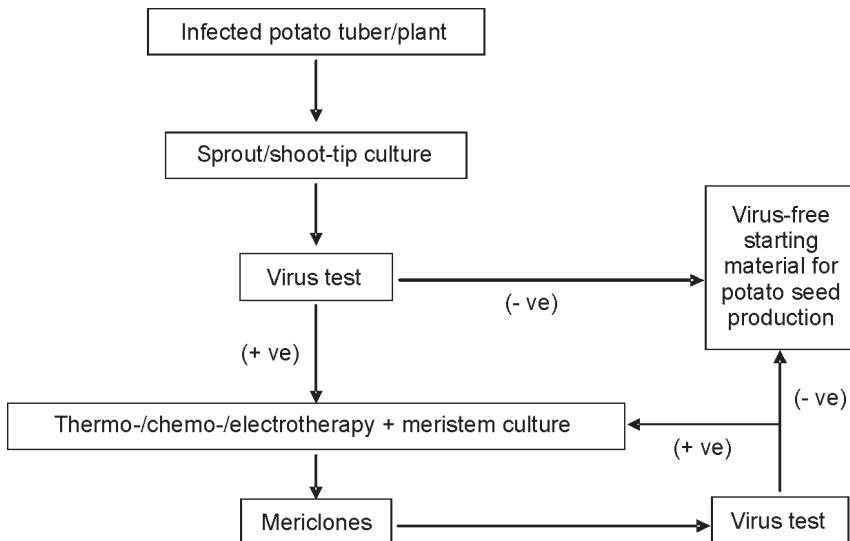 Infected potato tuber/plant
Sprout/shoot-tip culture
Virus test
(- ve)
Virus-free
starting
material for
potato seed
production
(+ ve)
Thermo-/chemo-/electrotherapy + meristem culture
(+ ve)
(- ve)
Mericlones
Virus test